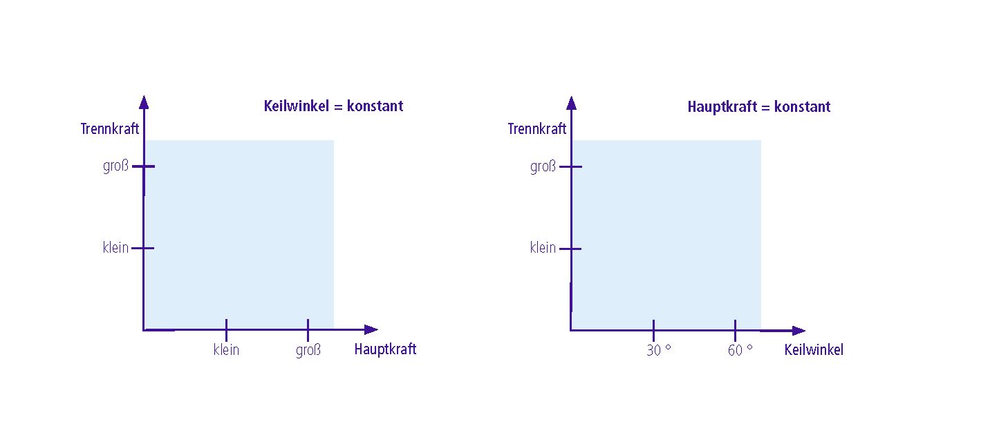 Keilwinkel = konstant
Trennkraft
groß
klein
klein
groß
Hauptkraft
Hauptkraft = konstant
Trennkraft
groß
klein
30 °
60 °
Keilwinkel